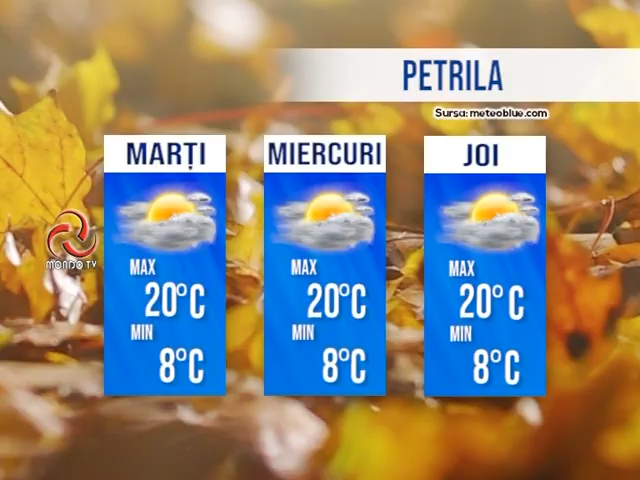 PETRILA
Sursa: meteoblue.com
MARȚI
MIERCURI
JOI
MONDO TV
MAX
20°C
MIN
8°C
MAX
20°C
MIN
8°C
MAX
20°C
MIN
8°C